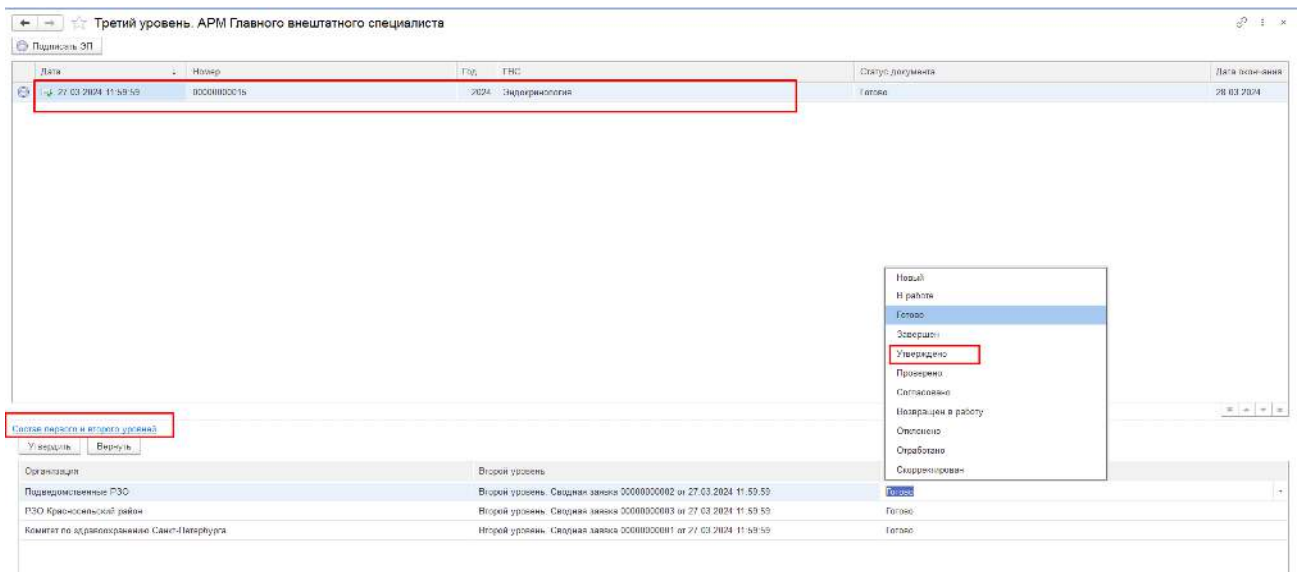 Третий уровень. АРМ Главного внештатного специалиста
Подписать ЭП
Дата Номер Год ГНС Статус документа Дата окончания
27.03.2024 11:59:59 00000000015 2024 Эндокринология Готово 28.03.2024
Новый
В работе
Готово
Завершен
Утверждено
Проверено
Согласовано
Возвращен в работу
Отклонено
Отработано
Скорректирован
Состав первого и второго уровней
Утвердить Вернуть
Организация Второй уровень
Подведомственные РЗО Второй уровень. Сводная заявка 00000000002 от 27.03.2024 11:59:59 Готово
РЗО Красносельский район Второй уровень. Сводная заявка 00000000003 от 27.03.2024 11:59:59 Готово
Комитет по здравоохранению Санкт-Петербурга Второй уровень. Сводная заявка 00000000001 от 27.03.2024 11:59:59 Готово